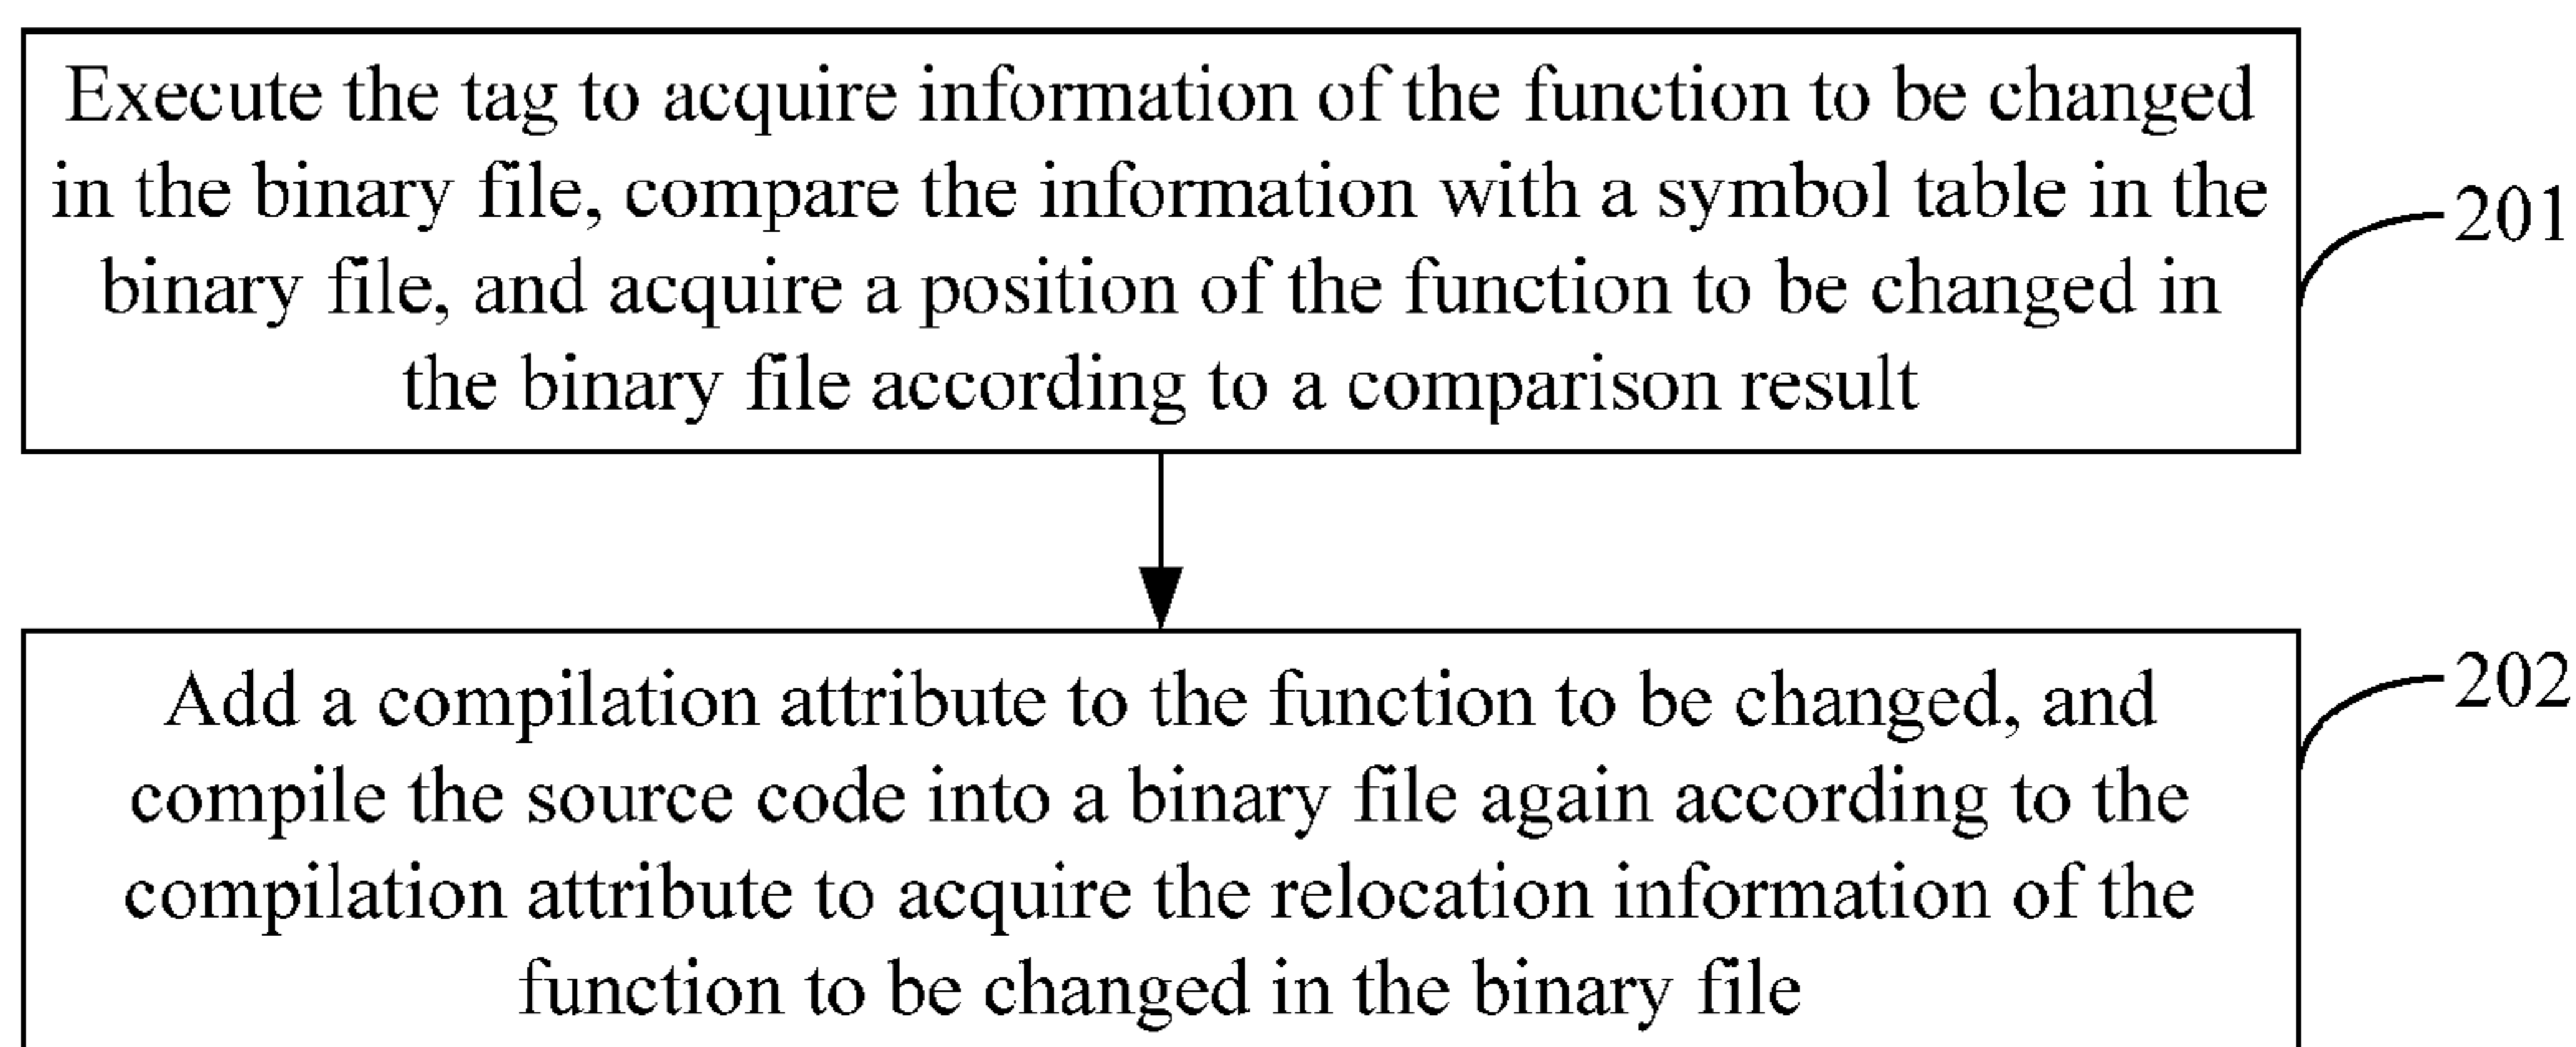 Execute the tag to acquire information of the function to be changed
in the binary file, compare the information with a symbol table in the
binary file, and acquire a position of the function to be changed in
the binary file according to a comparison result
201
Add a compilation attribute to the function to be changed, and
compile the source code into a binary file again according to the
compilation attribute to acquire the relocation information of the
function to be changed in the binary file
202